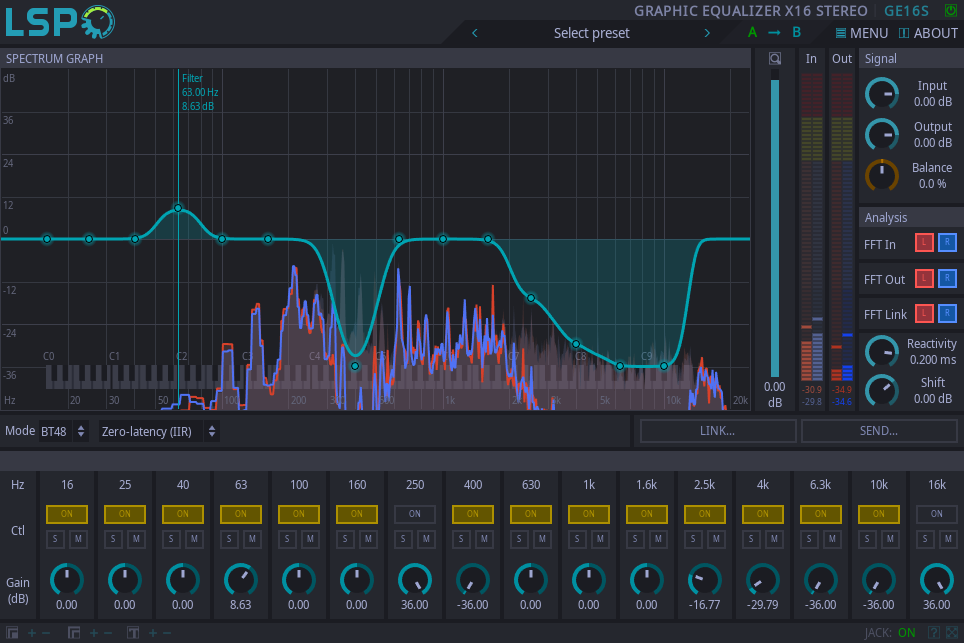 LSP
GRAPHIC EQUALIZER X16 STEREO GE16S
Select preset A B MENU ABOUT
SPECTRUM GRAPH
In Out
Signal
dB
Filter
63.00 Hz
8.63 dB
36
24
12
0
-12
-24
-36
C0 C1 C2 C3 C4 C7 C8 C9
Hz 20 30 50 100 200 500 1k 5k 10k 20k
0.00
dB
-30.9 -34.9
-29.8 -34.6
Input
0.00 dB
Output
0.00 dB
Balance
0.0 %
Analysis
FFT In L R
FFT Out L R
FFT Link L R
Reactivity
0.200 ms
Shift
0.00 dB
Mode BT48 Zero-latency (IIR) LINK... SEND...
Hz 16 25 40 63 100 160 250 400 630 1k 1.6k 2.5k 4k 6.3k 10k 16k
ON ON ON ON ON ON ON ON ON ON ON ON ON ON ON ON
Ctl
S M S M S M S M S M S M S M S M S M S M S M S M S M S M S M S M
Gain
(dB)
0.00 0.00 0.00 8.63 0.00 0.00 36.00 -36.00 0.00 0.00 0.00 -16.77 -29.79 -36.00 -36.00 36.00
JACK: ON